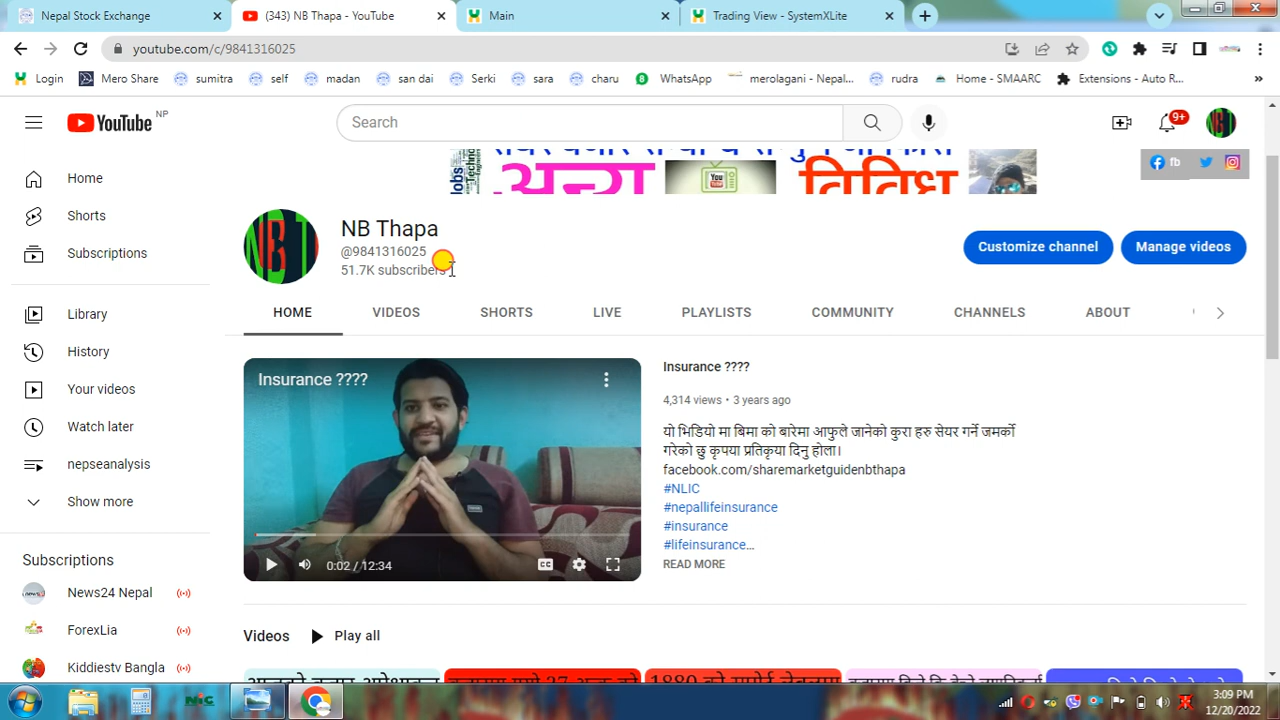 Nepal Stock Exchange
(343) NB Thapa - YouTube
Main
Trading View - SystemXLite
youtube.com/c/9841316025
Login
Mero Share
sumitra
self
madan
san dai
Serki
sara
charu
WhatsApp
merolagani - Nepal...
rudra
Home - SMAARC
Extensions - Auto R...
YouTube NP
Search
9+
fb
अन्य
विविध
Home
Shorts
Subscriptions
Library
History
Your videos
Watch later
nepseanalysis
Show more
Subscriptions
News24 Nepal
ForexLia
Kiddiestv Bangla
NB Thapa
@9841316025
51.7K subscribers
Customize channel
Manage videos
HOME
VIDEOS
SHORTS
LIVE
PLAYLISTS
COMMUNITY
CHANNELS
ABOUT
Insurance ????
0:02 / 12:34
Insurance ????
4,314 views • 3 years ago
यो भिडियो मा बिमा को बारेमा आफुले जानेको कुरा हरु सेयर गर्ने जमर्को
गरेको छु कृपया प्रतिकृया दिनु होला।
facebook.com/sharemarketguidenbthapa
#NLIC
#nepallifeinsurance
#insurance
#lifeinsurance...
READ MORE
Videos
Play all
3:09 PM
12/20/2022